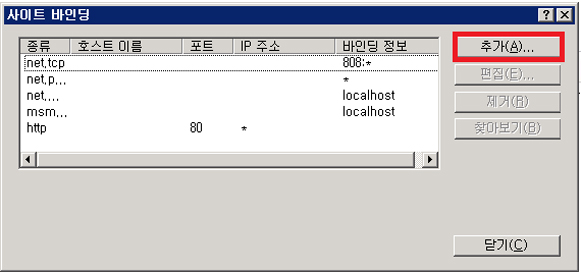 사이트 바인딩
종류 호스트 이름 포트 IP 주소 바인딩 정보
net.tcp 808:*
net.p... *
net.... localhost
msm... localhost
http 80 *
추가(A)...
편집(E)...
제거(R)
찾아보기(B)
닫기(C)